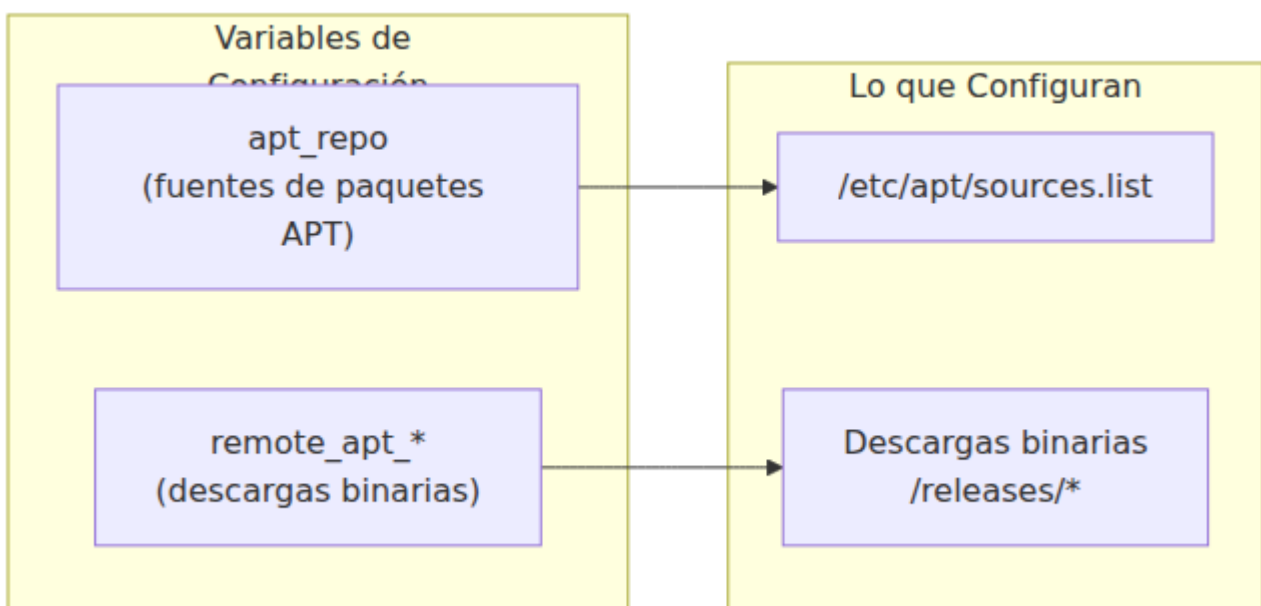 Variables de
Configuración
apt_repo
(fuentes de paquetes
APT)
remote_apt_*
(descargas binarias)
Lo que Configuran
/etc/apt/sources.list
Descargas binarias
/releases/*